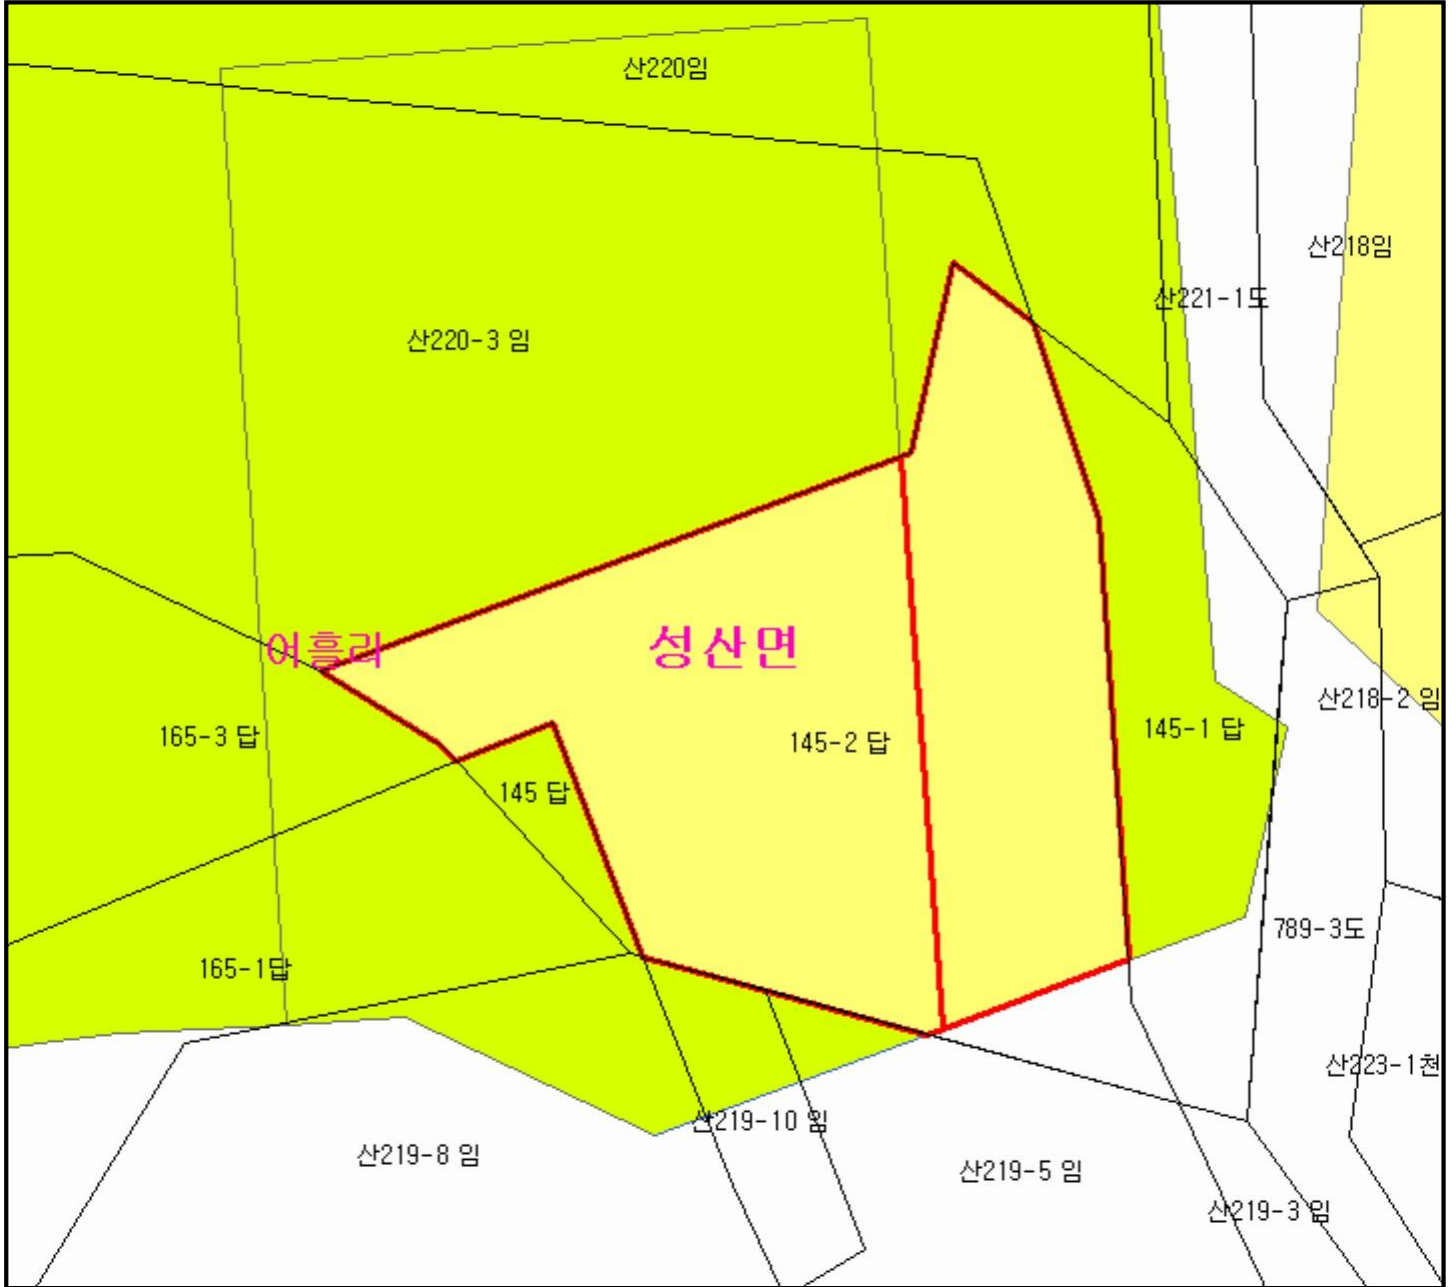 산220임
산218임
산221-1도
산220-3 임
어흘리
성산면
산218-2 임
165-3 답
145-2 답
145-1 답
145 답
789-3도
165-1답
산223-1천
산219-10 임
산219-8 임
산219-5 임
산219-3 임